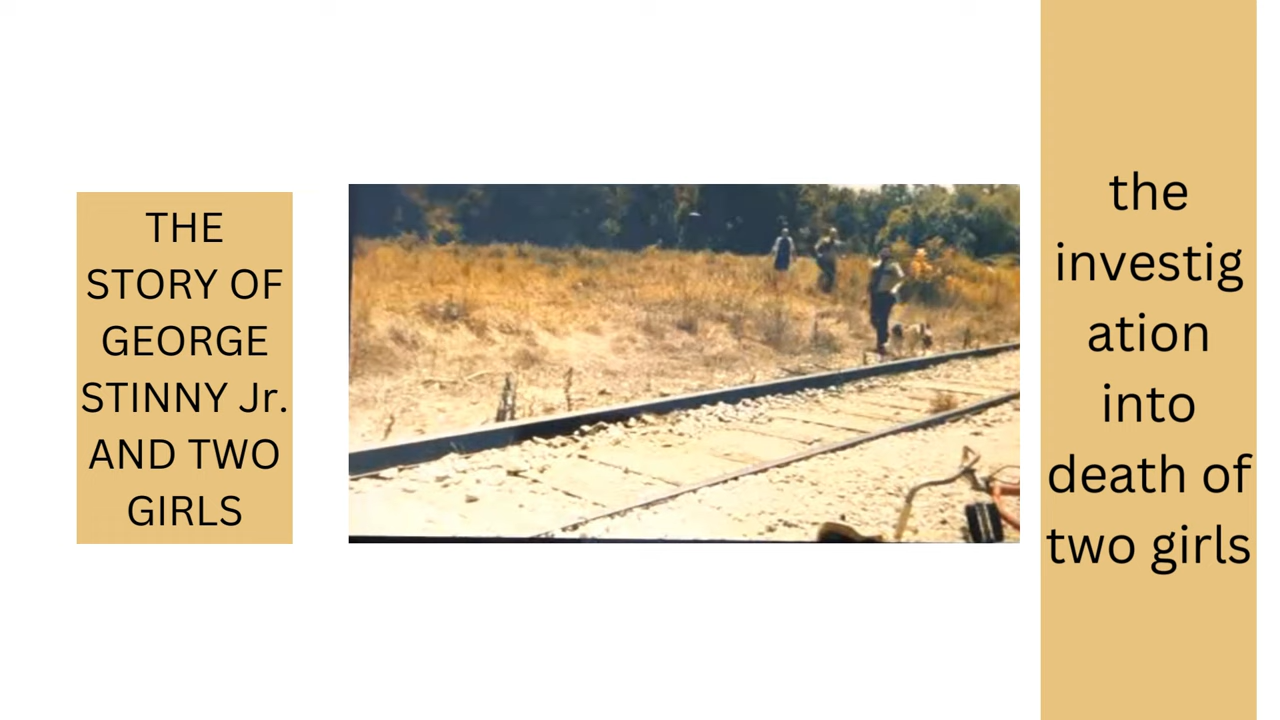 THE
STORY OF
GEORGE
STINNY Jr.
AND TWO
GIRLS
the
investig
ation
into
death of
two girls